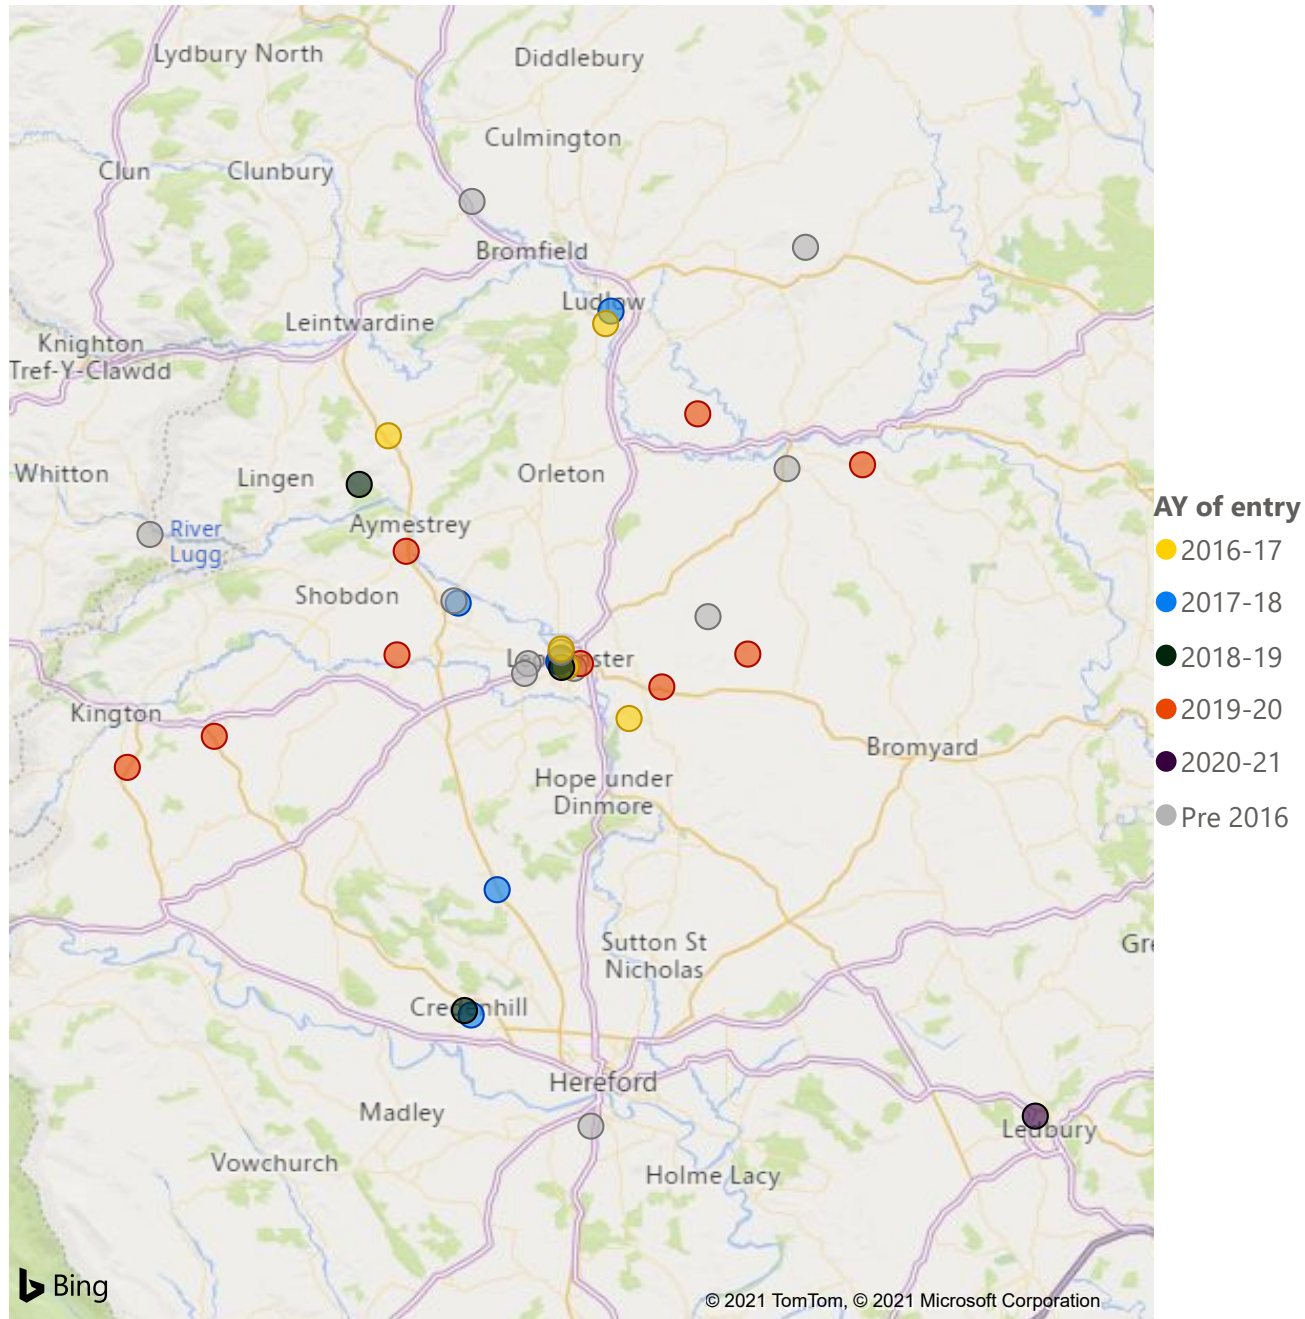 Lydbury North
Diddlebury
Culmington
Clun
Clunbury
Bromfield
Ludlow
Leintwardine
Knighton
Tref-Y-Clawdd
Whitton
Lingen
Orleton
AY of entry
River
Lugg
Aymestrey
2016-17
Shobdon
2017-18
2018-19
2019-20
Kington
Bromyard
2020-21
Hope under
Dinmore
Pre 2016
Sutton St
Nicholas
Gre
Hereford
Madley
Ledbury
Vowchurch
Holme Lacy
Bing
© 2021 TomTom, © 2021 Microsoft Corporation